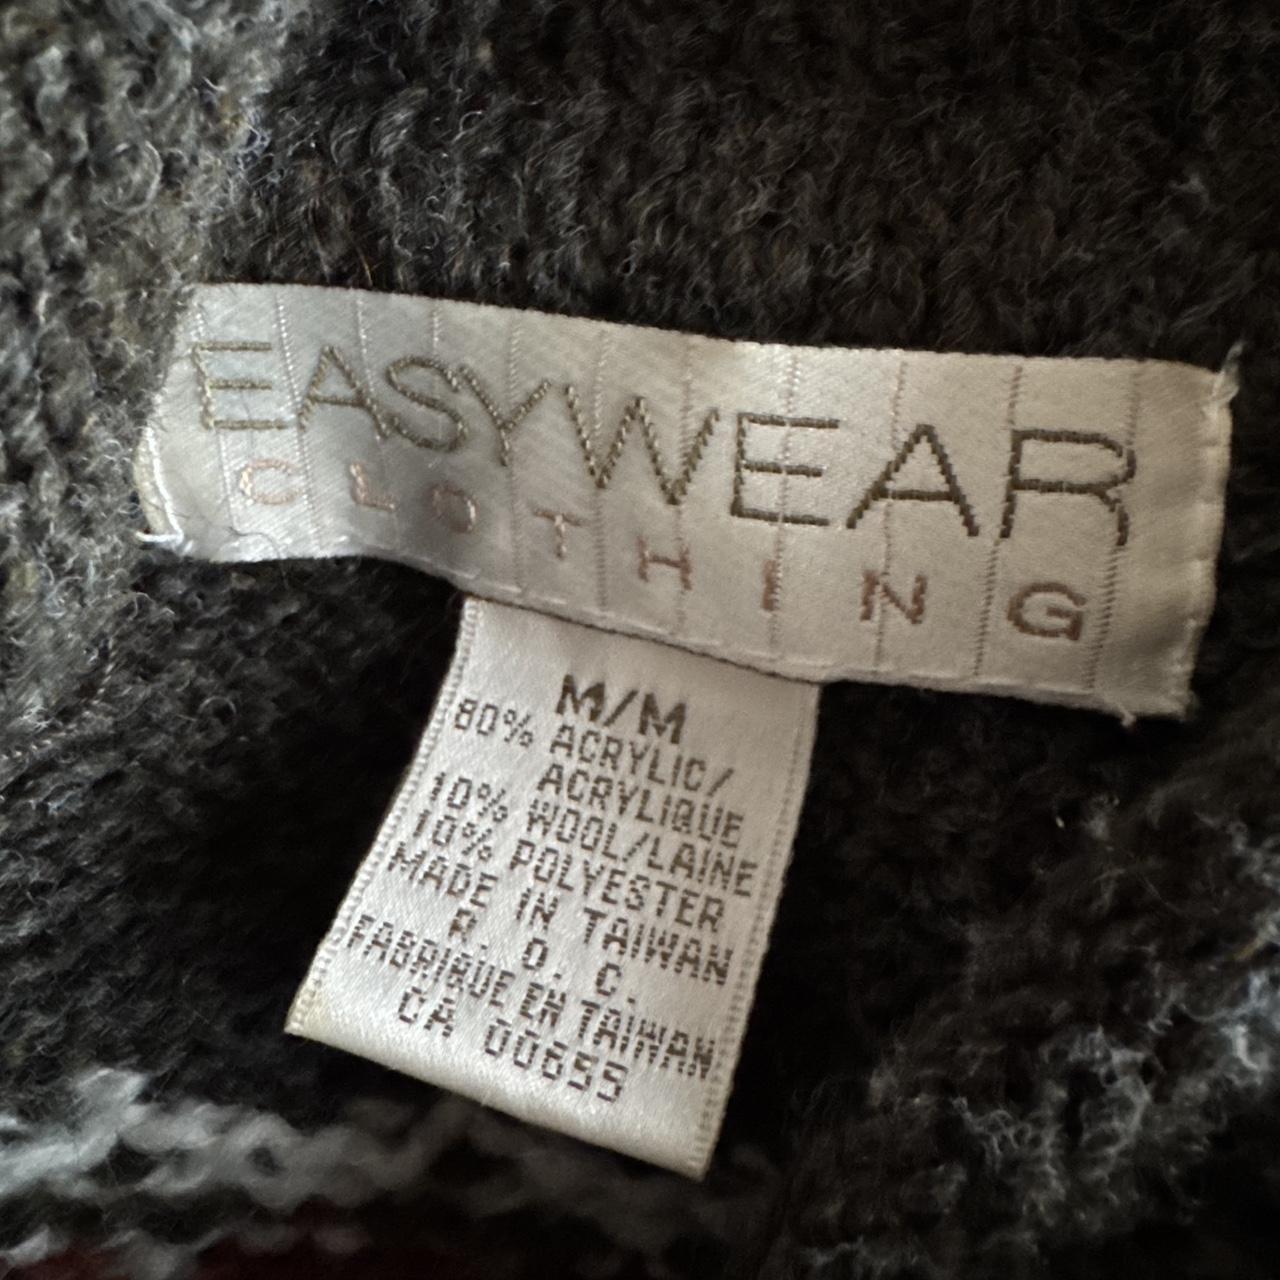 EASYWEAR
CLOTHING
M/M
80% ACRYLIC/
ACRYLIQUE
10% WOOL/LAINE
10% POLYESTER
MADE IN TAIWAN
R. O. C.
FABRIQUE EN TAIWAN
CA 00655